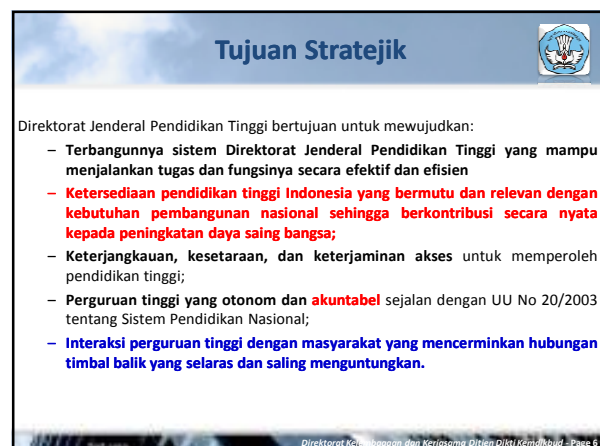 Tujuan Stratejik
Direktorat Jenderal Pendidikan Tinggi bertujuan untuk mewujudkan:
– Terbangunnya sistem Direktorat Jenderal Pendidikan Tinggi yang mampu
menjalankan tugas dan fungsinya secara efektif dan efisien
– Ketersediaan pendidikan tinggi Indonesia yang bermutu dan relevan dengan
kebutuhan pembangunan nasional sehingga berkontribusi secara nyata
kepada peningkatan daya saing bangsa;
– Keterjangkauan, kesetaraan, dan keterjaminan akses untuk memperoleh
pendidikan tinggi;
– Perguruan tinggi yang otonom dan akuntabel sejalan dengan UU No 20/2003
tentang Sistem Pendidikan Nasional;
– Interaksi perguruan tinggi dengan masyarakat yang mencerminkan hubungan
timbal balik yang selaras dan saling menguntungkan.
Direktorat Kelembagaan dan Kerjasama Ditjen Dikti Kemdikbud - Page 6